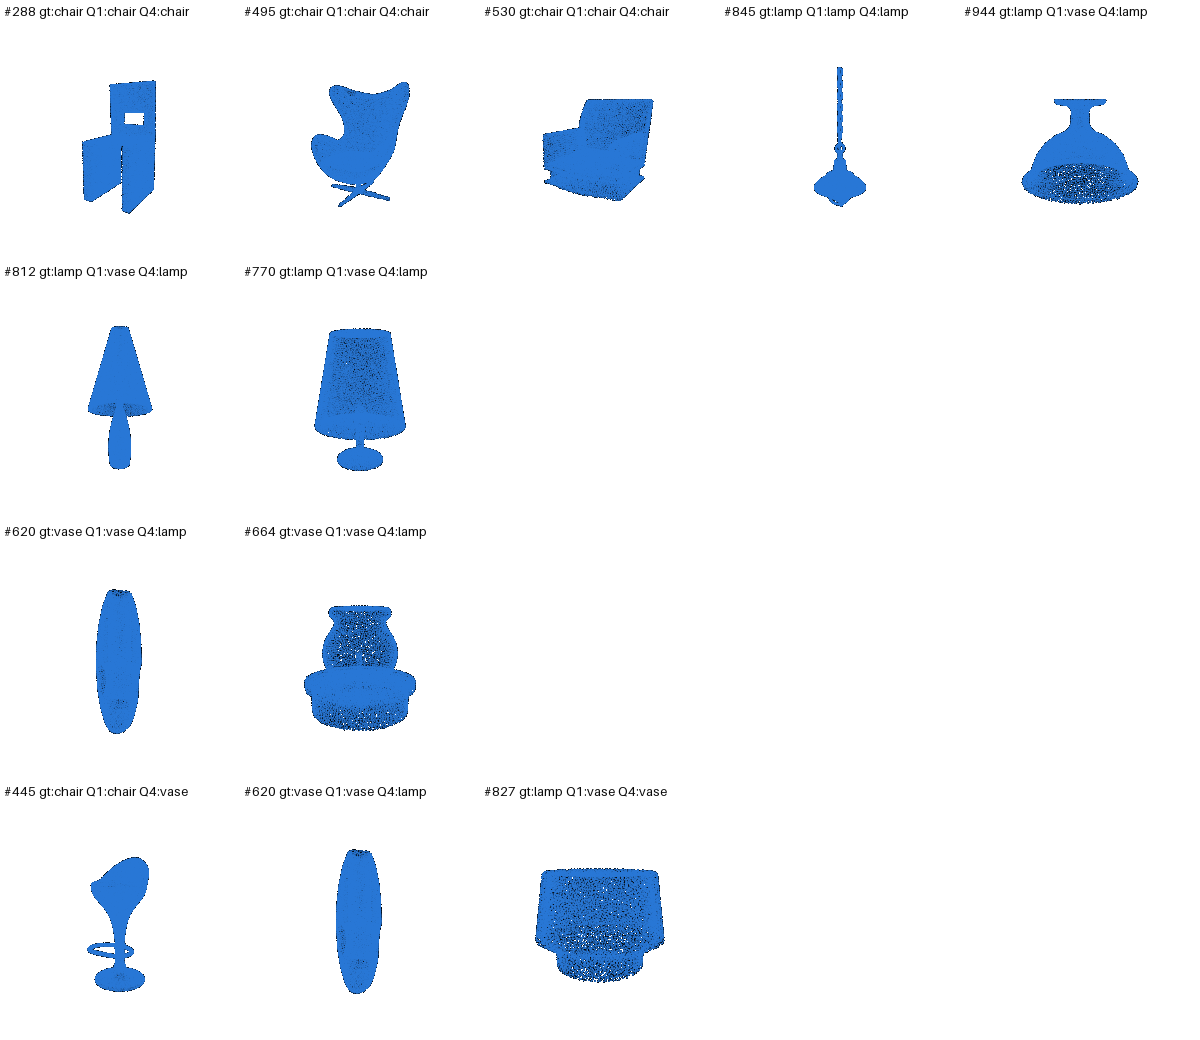 #288 gt:chair Q1:chair Q4:chair
#495 gt:chair Q1:chair Q4:chair
#530 gt:chair Q1:chair Q4:chair
#845 gt:lamp Q1:lamp Q4:lamp
#944 gt:lamp Q1:vase Q4:lamp
#812 gt:lamp Q1:vase Q4:lamp
#770 gt:lamp Q1:vase Q4:lamp
#620 gt:vase Q1:vase Q4:lamp
#664 gt:vase Q1:vase Q4:lamp
#445 gt:chair Q1:chair Q4:vase
#620 gt:vase Q1:vase Q4:lamp
#827 gt:lamp Q1:vase Q4:vase